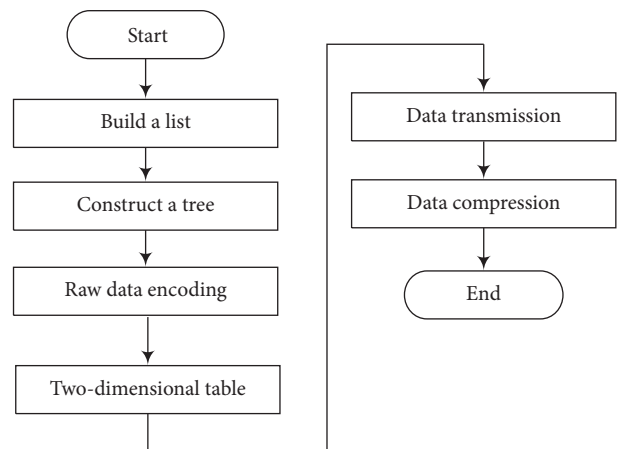 Start
Build a list
Construct a tree
Raw data encoding
Two-dimensional table
Data transmission
Data compression
End